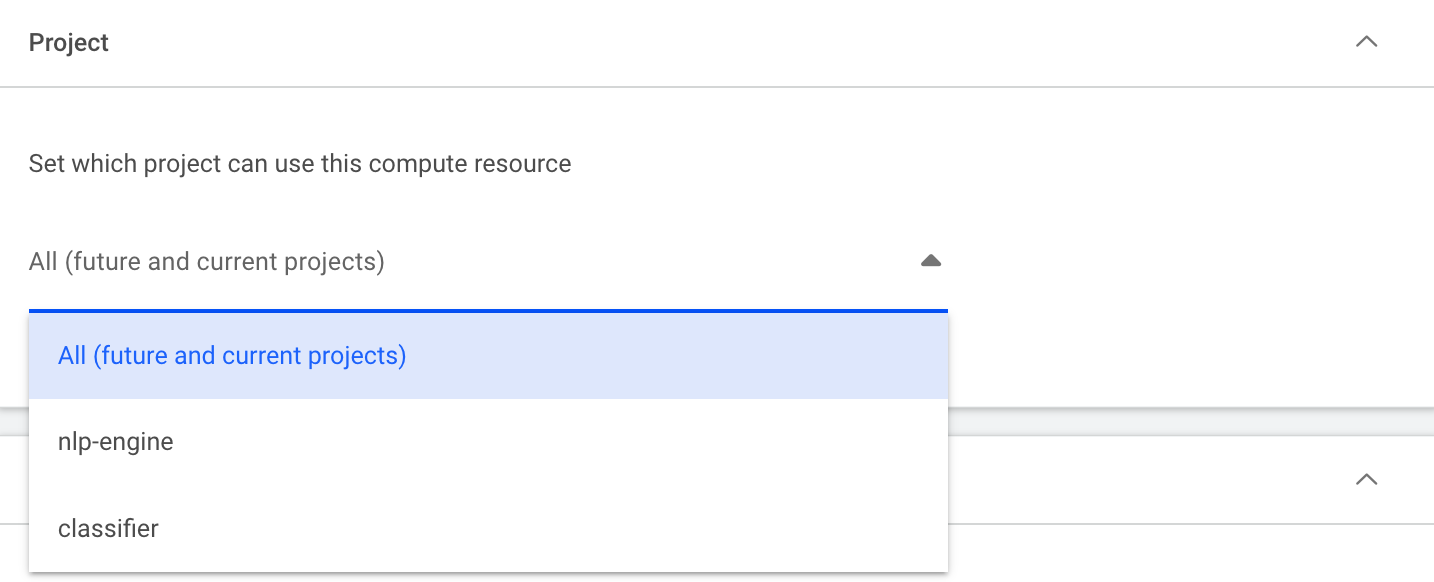 Project
Set which project can use this compute resource
All (future and current projects)
All (future and current projects)
nlp-engine
classifier